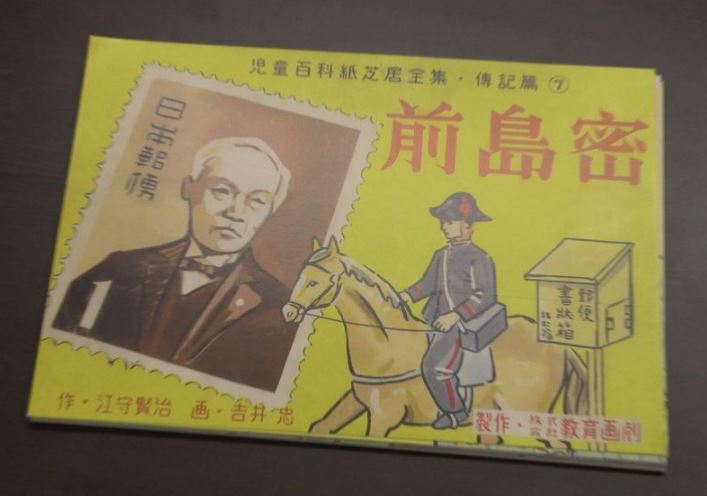 児童百科紙芝居全集・傳記篇⑦
前島密
日本郵便
1
郵便
書狀箱
作・江守賢治 画・吉井忠
製作・株式会社教育画劇